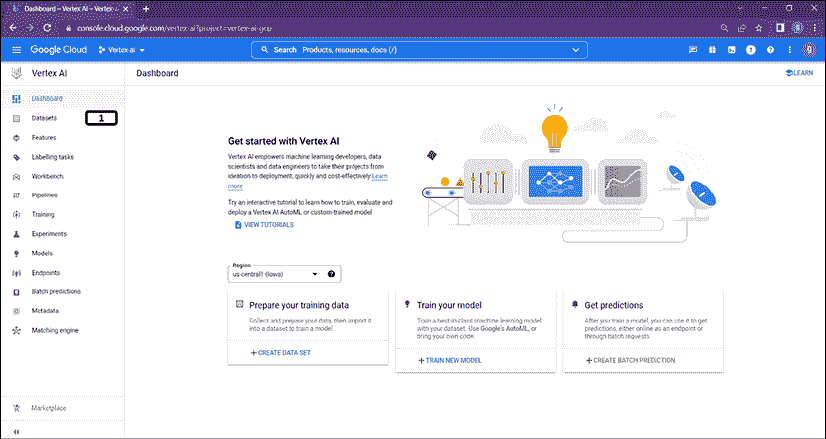 Dashboard – Vertex AI – Vertex
console.cloud.google.com/vertex-ai?project=vertex-ai-gcp
Google Cloud
Vertex-ai
Search Products, resources, docs (/)
1
Vertex AI
Dashboard
LEARN
Dashboard
Datasets
1
Features
Labelling tasks
Workbench
Pipelines
Training
Experiments
Models
Endpoints
Batch predictions
Metadata
Matching engine
Marketplace
Get started with Vertex AI
Vertex AI empowers machine learning developers, data
scientists and data engineers to take their projects from
ideation to deployment, quickly and cost-effectively. Learn
more
Try an interactive tutorial to learn how to train, evaluate and
deploy a Vertex AI AutoML or custom-trained model
VIEW TUTORIALS
Region
us-central1 (Iowa)
Prepare your training data
Collect and prepare your data, then import it
into a dataset to train a model
CREATE DATA SET
Train your model
Train a best-in-class machine learning model
with your dataset. Use Google's AutoML, or
bring your own code.
TRAIN NEW MODEL
Get predictions
After you train a model, you can use it to get
predictions, either online as an endpoint or
through batch requests
CREATE BATCH PREDICTION